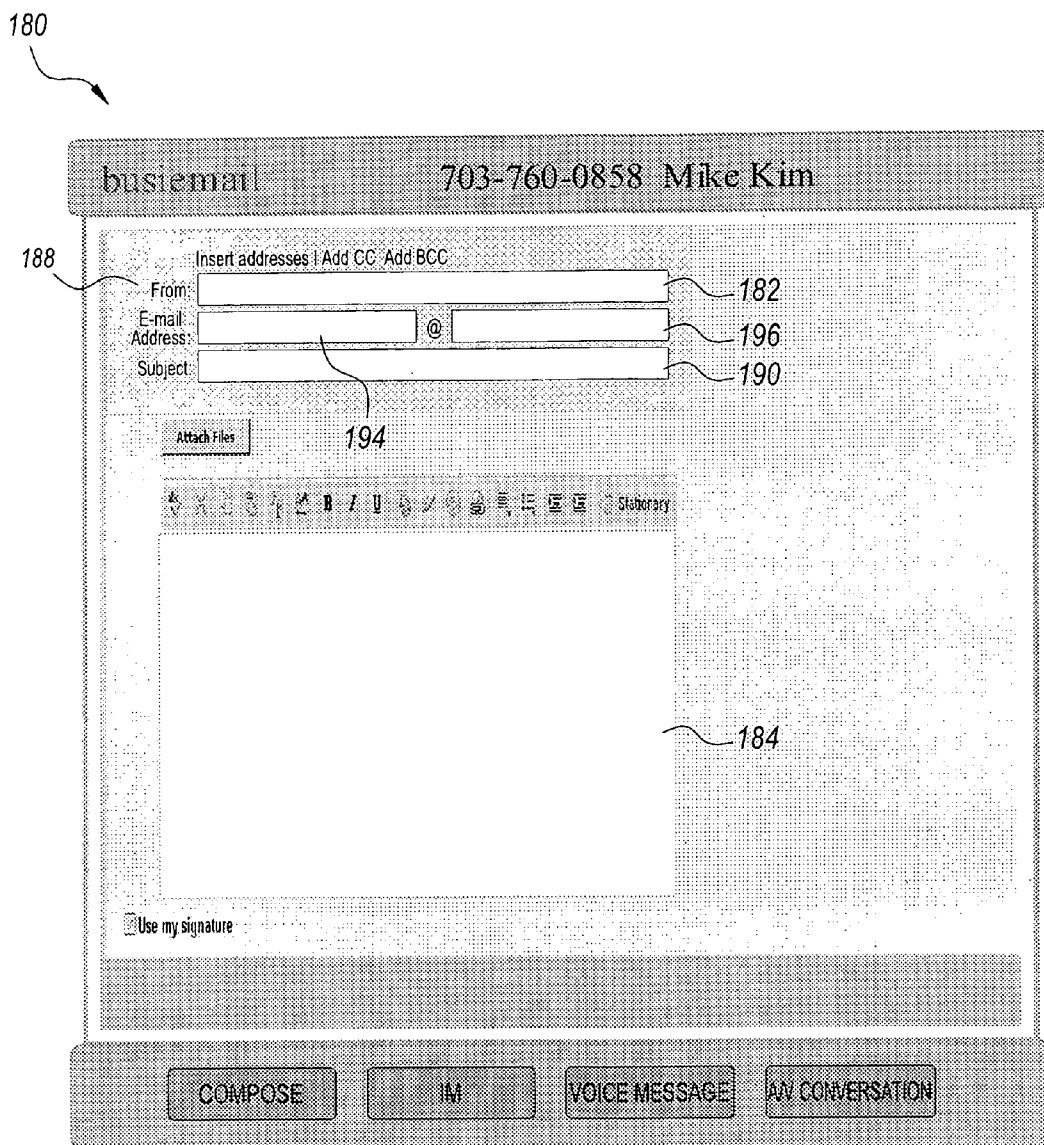 180
busiemail 703-760-0858 Mike Kim
Insert addresses | Add CC Add BCC
188
From:
182
E-mail
Address:
@
196
Subject:
190
Attach Files
194
B I U Stationary
184
Use my signature
COMPOSE IM VOICE MESSAGE A/V CONVERSATION